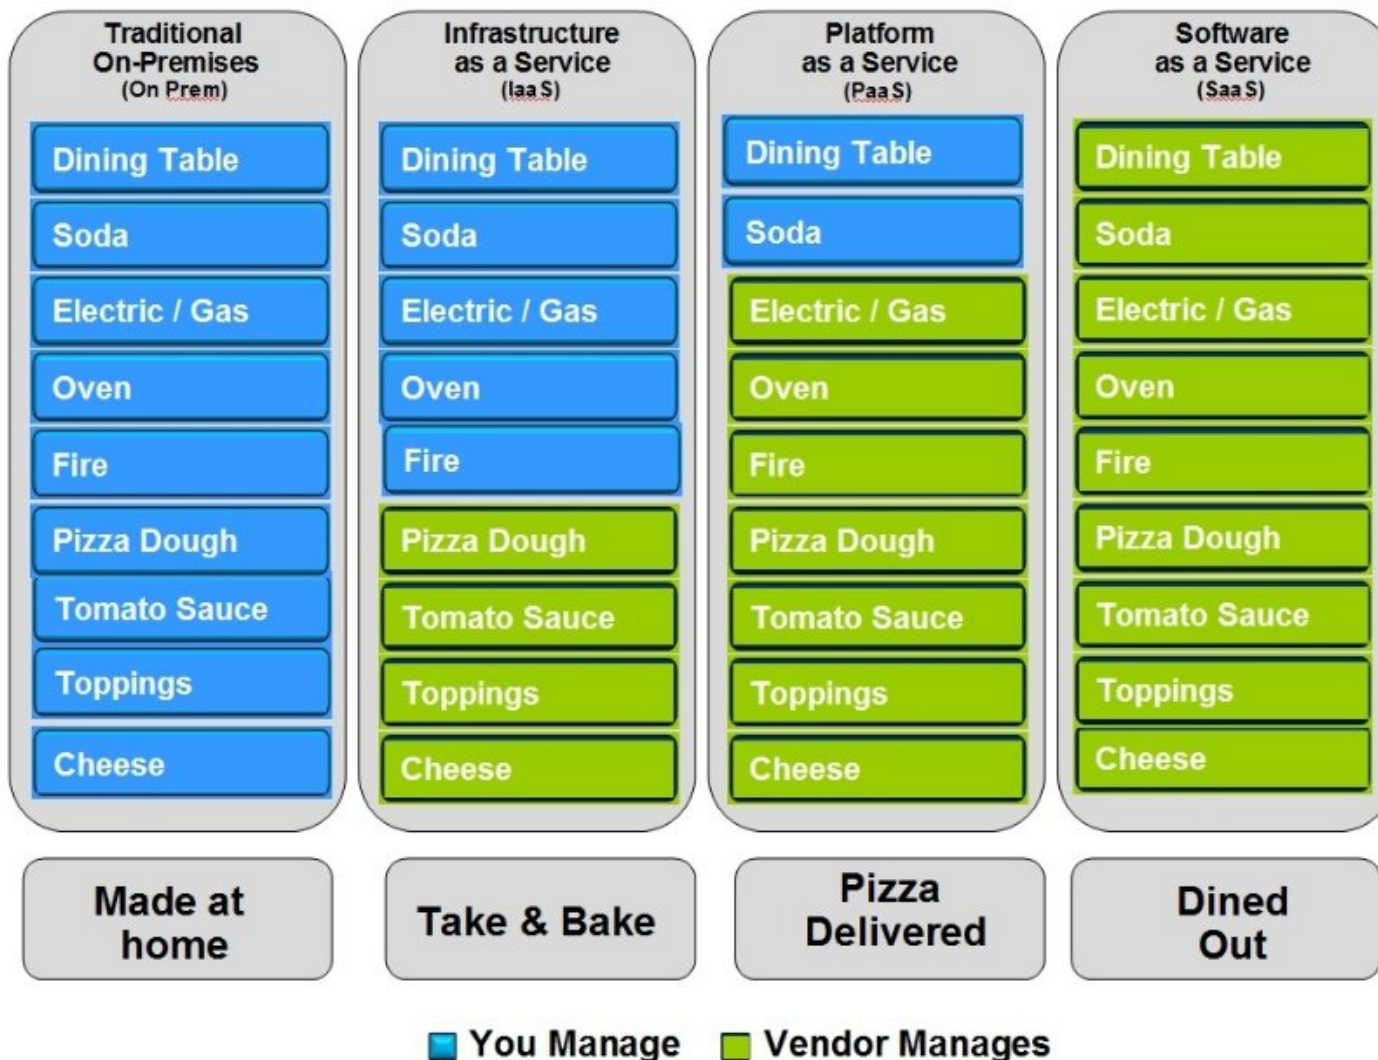 Traditional
On-Premises
(On Prem)
Dining Table
Soda
Electric / Gas
Oven
Fire
Pizza Dough
Tomato Sauce
Toppings
Cheese
Made at
home
Infrastructure
as a Service
(IaaS)
Dining Table
Soda
Electric / Gas
Oven
Fire
Pizza Dough
Tomato Sauce
Toppings
Cheese
Take & Bake
Platform
as a Service
(PaaS)
Dining Table
Soda
Electric / Gas
Oven
Fire
Pizza Dough
Tomato Sauce
Toppings
Cheese
Pizza
Delivered
Software
as a Service
(SaaS)
Dining Table
Soda
Electric / Gas
Oven
Fire
Pizza Dough
Tomato Sauce
Toppings
Cheese
Dined
Out
You Manage
Vendor Manages